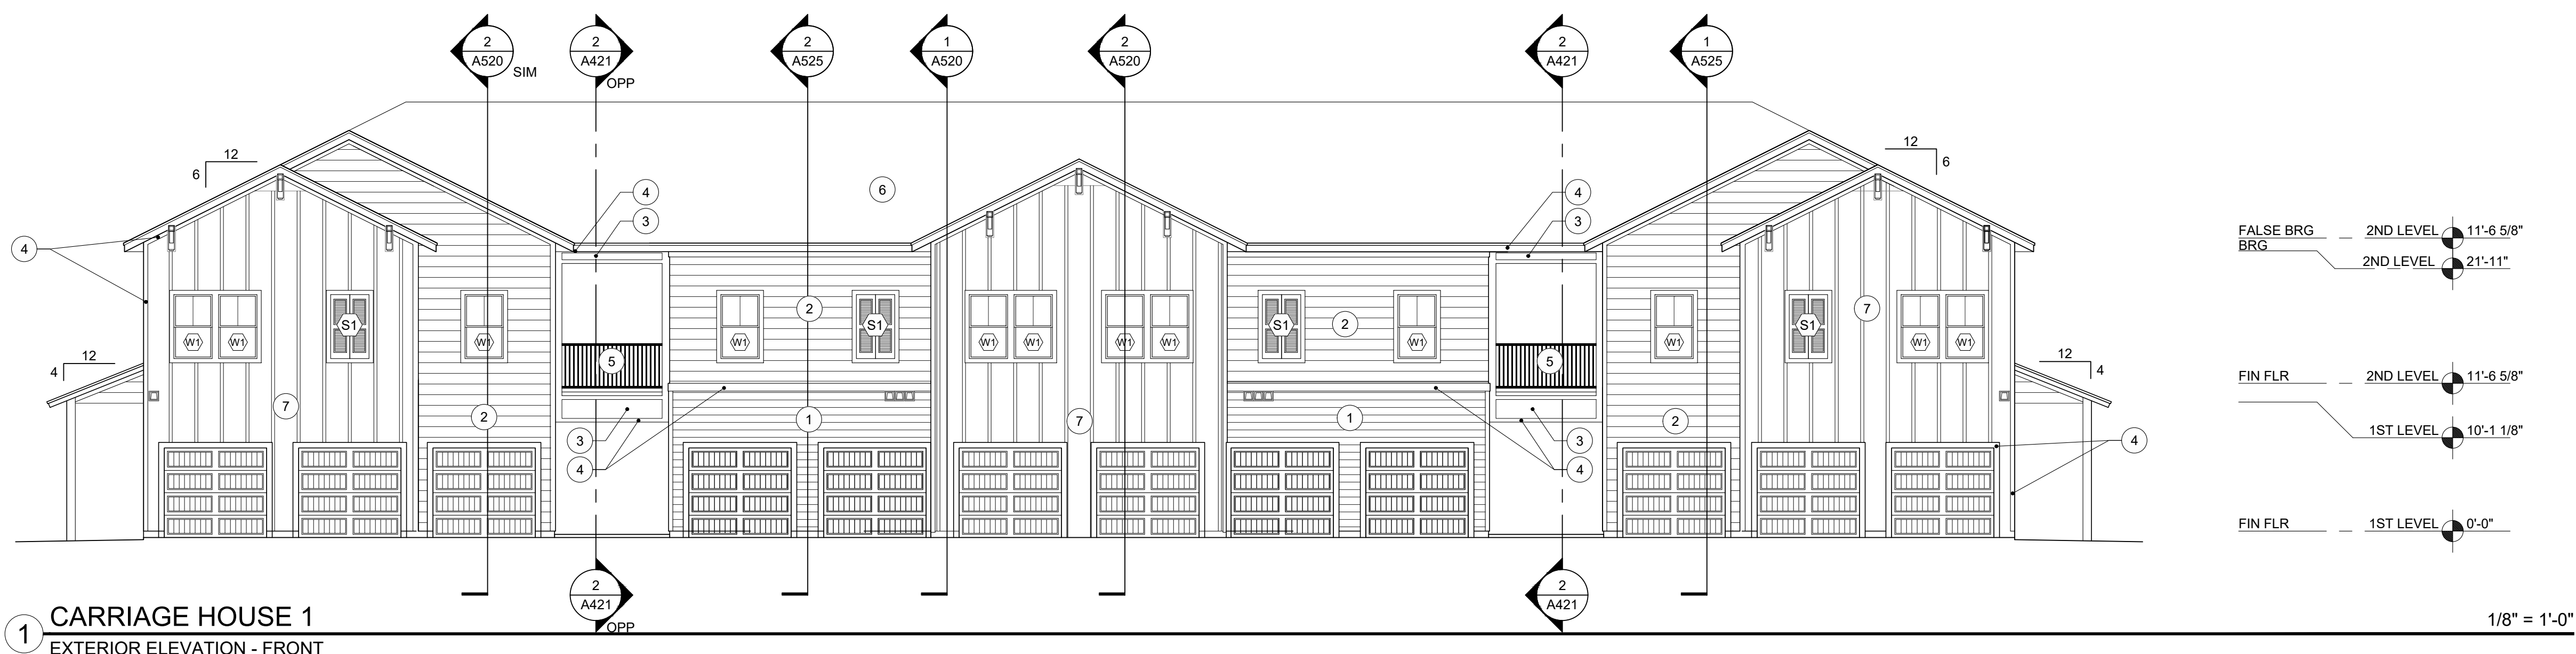 2 2 2 1 2 2 1
A520 A421 A525 A520 A520 A421 A525
SIM
OPP
12 12
6 6
6
4 4
3 3
4
FALSE BRG 2ND LEVEL 11'-6 5/8"
BRG
2ND LEVEL 21'-11"
S1 2 S1 S1 2 S1 7
W1 W1 W1 W1 W1 W1 W1 W1 W1 W1 W1 W1
12 12
4 4
5 5
FIN FLR 2ND LEVEL 11'-6 5/8"
7 2 1 7 1 2
3 3
1ST LEVEL 10'-1 1/8"
4 4 4
FIN FLR 1ST LEVEL 0'-0"
2 2
A421 A421
OPP
1 CARRIAGE HOUSE 1 1/8" = 1'-0"
EXTERIOR ELEVATION - FRONT